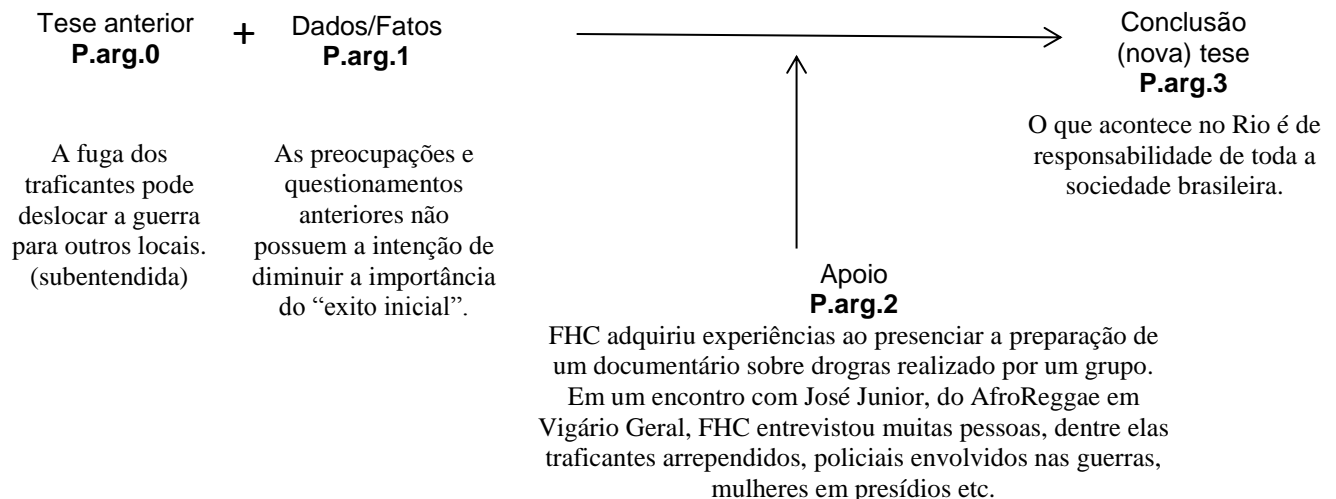 Tese anterior
P.arg.0
+
Dados/Fatos
P.arg.1
Conclusão
(nova) tese
P.arg.3
A fuga dos
traficantes pode
deslocar a guerra
para outros locais.
(subentendida)
As preocupações e
questionamentos
anteriores não
possuem a intenção de
diminuir a importância
do “exito inicial”.
O que acontece no Rio é de
responsabilidade de toda a
sociedade brasileira.
Apoio
P.arg.2
FHC adquiriu experiências ao presenciar a preparação de
um documentário sobre drogras realizado por um grupo.
Em um encontro com José Junior, do AfroReggae em
Vigário Geral, FHC entrevistou muitas pessoas, dentre elas
traficantes arrependidos, policiais envolvidos nas guerras,
mulheres em presídios etc.